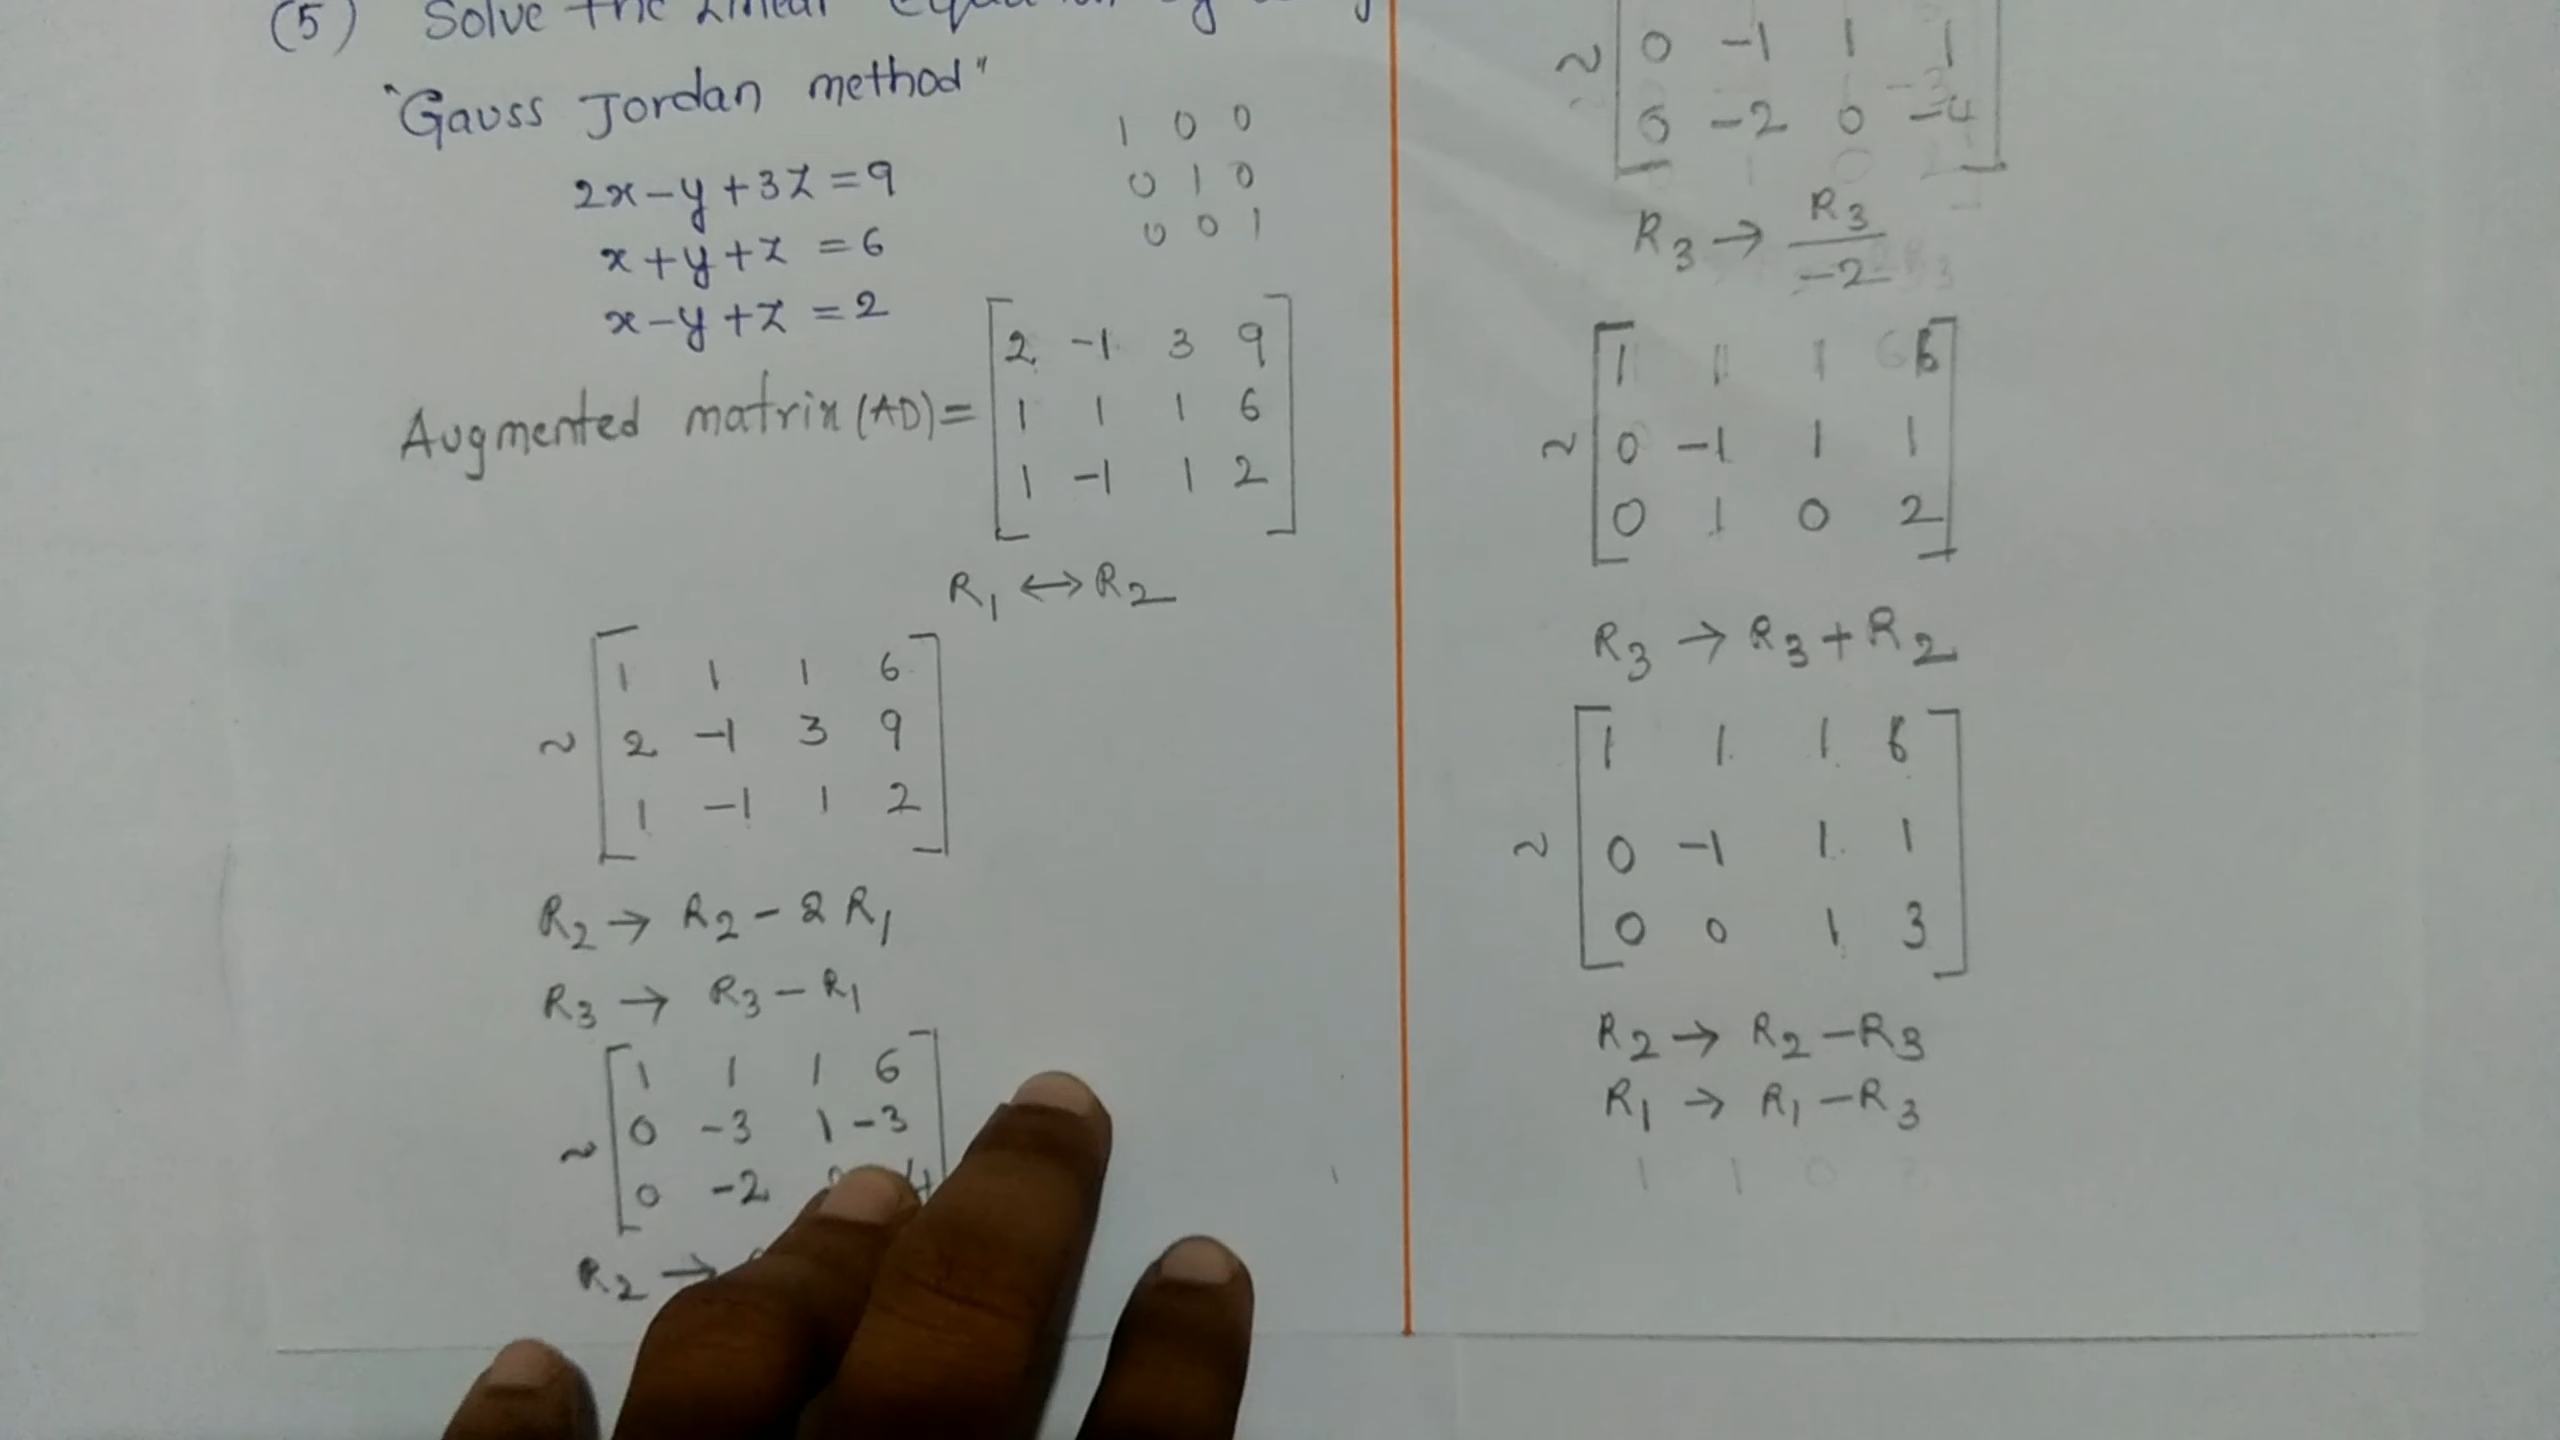 (5) Solve the Linear
"Gauss Jordan method"
2x-y+3z=9
x+y+z=6
x-y+z=2
1 0 0
0 1 0
0 0 1
Augmented matrix (AD)=
2 -1 3 9
1 1 1 6
1 -1 1 2
R1 ↔ R2
~
1 1 1 6
2 -1 3 9
1 -1 1 2
R2 → R2 - 2R1
R3 → R3 - R1
~
1 1 1 6
0 -3 1 -3
0 -2
R2 →
~
0 -1 1 1
0 -2 0 -4
R3 → R3/-2
~
1 1 1 6
0 -1 1 1
0 1 0 2
R3 → R3 + R2
~
1 1 1 6
0 -1 1 1
0 0 1 3
R2 → R2 - R3
R1 → R1 - R3
1 1 0